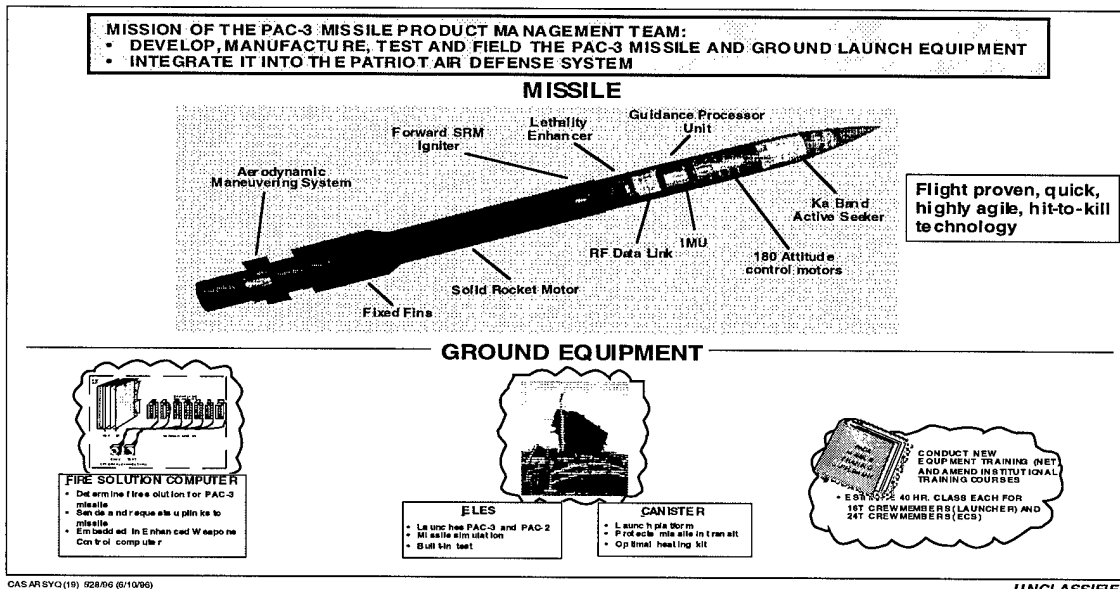 MISSION OF THE PAC-3 MISSILE PRODUCT MANAGEMENT TEAM:
• DEVELOP, MANUFACTURE, TEST AND FIELD THE PAC-3 MISSILE AND GROUND LAUNCH EQUIPMENT
• INTEGRATE IT INTO THE PATRIOT AIR DEFENSE SYSTEM
MISSILE
Guidance Processor
Unit
Lethality
Enhancer
Forward SRM
Igniter
Aerodynamic
Maneuvering System
Ka Band
Active Seeker
Flight proven, quick,
highly agile, hit-to-kill
technology
IMU
RF Data Link
180 Attitude
control motors
Solid Rocket Motor
Fixed Fins
GROUND EQUIPMENT
FIRE SOLUTION COMPUTER
• Determine fire solution for PAC-3
missile
• Sends and requests uplinks to
missile
• Embedded in Enhanced Weapons
Control computer
ELES
• Launches PAC-3 and PAC-2
• Missile simulation
• Built-in test
CANISTER
• Launch platform
• Protects missile in transit
• Optimal heating kit
CONDUCT NEW
EQUIPMENT TRAINING (NET
AND AMEND INSTITUTIONAL
TRAINING COURSES
• 40 HR. CLASS EACH FOR
16T CREWMEMBERS (LAUNCHER) AND
24T CREWMEMBERS (ECS)
CAS ARSYQ (19) 5/28/96 (6/10/96)
UNCLASSIFIE